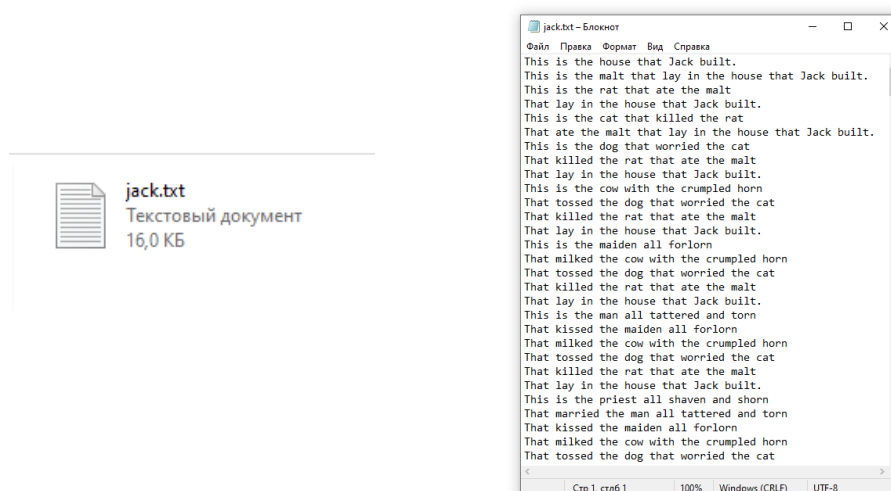 jack.txt
Текстовый документ
16,0 КБ
jack.txt – Блокнот
Файл Правка Формат Вид Справка
This is the house that Jack built.
This is the malt that lay in the house that Jack built.
This is the rat that ate the malt
That lay in the house that Jack built.
This is the cat that killed the rat
That ate the malt that lay in the house that Jack built.
This is the dog that worried the cat
That killed the rat that ate the malt
That lay in the house that Jack built.
This is the cow with the crumpled horn
That tossed the dog that worried the cat
That killed the rat that ate the malt
That lay in the house that Jack built.
This is the maiden all forlorn
That milked the cow with the crumpled horn
That tossed the dog that worried the cat
That killed the rat that ate the malt
That lay in the house that Jack built.
This is the man all tattered and torn
That kissed the maiden all forlorn
That milked the cow with the crumpled horn
That tossed the dog that worried the cat
That killed the rat that ate the malt
That lay in the house that Jack built.
This is the priest all shaven and shorn
That married the man all tattered and torn
That kissed the maiden all forlorn
That milked the cow with the crumpled horn
That tossed the dog that worried the cat
Стр 1, стлб 1 100% Windows (CRLF) UTF-8